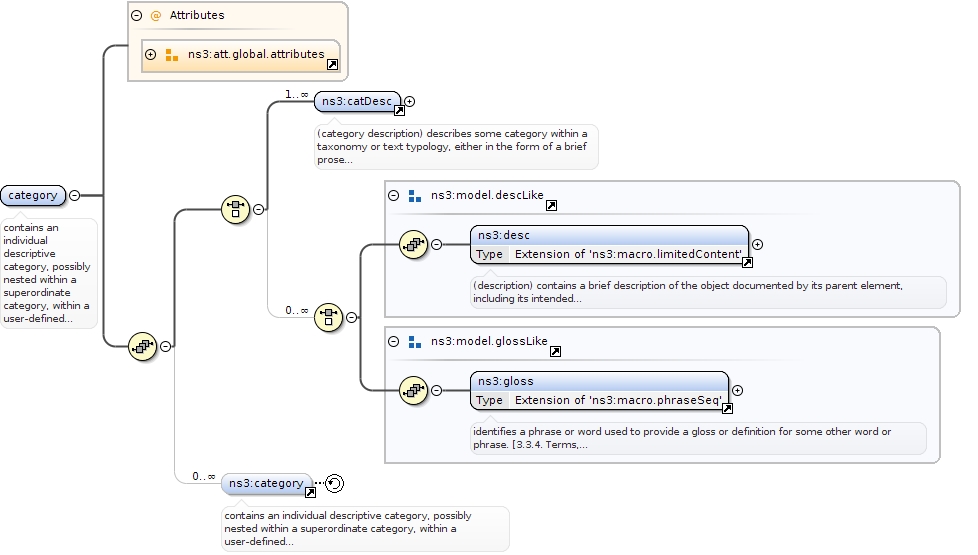 Attributes
ns3:att.global.attributes
1..∞
ns3:catDesc
(category description) describes some category within a
taxonomy or text typology, either in the form of a brief
prose...
category
contains an
individual
descriptive
category, possibly
nested within a
superordinate
category, within a
user-defined...
ns3:model.descLike
ns3:desc
Type Extension of 'ns3:macro.limitedContent'
(description) contains a brief description of the object documented by its parent element,
including its intended...
0..∞
ns3:model.glossLike
ns3:gloss
Type Extension of 'ns3:macro.phraseSeq'
identifies a phrase or word used to provide a gloss or definition for some other word or
phrase. [3.3.4. Terms,...
0..∞
ns3:category
contains an individual descriptive category, possibly
nested within a superordinate category, within a
user-defined...